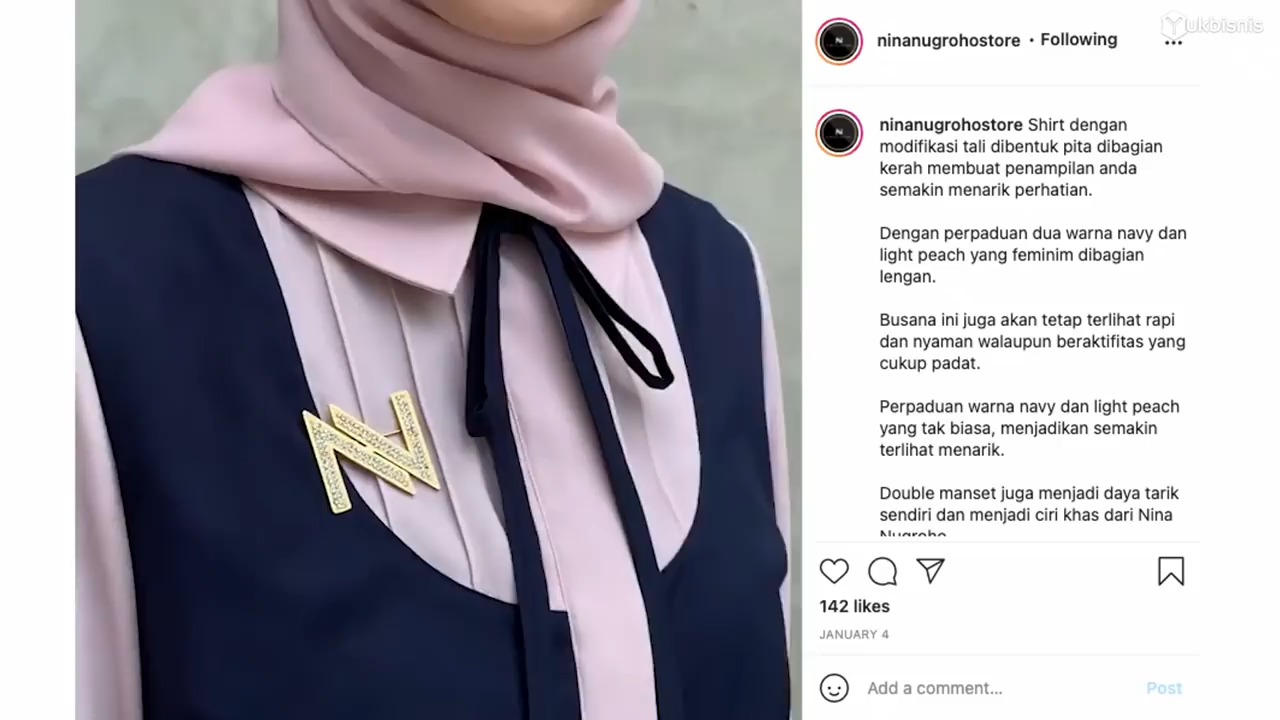 Yukbisnis
ninanugrohostore • Following
ninanugrohostore Shirt dengan
modifikasi tali dibentuk pita dibagian
kerah membuat penampilan anda
semakin menarik perhatian.
Dengan perpaduan dua warna navy dan
light peach yang feminim dibagian
lengan.
Busana ini juga akan tetap terlihat rapi
dan nyaman walaupun beraktifitas yang
cukup padat.
Perpaduan warna navy dan light peach
yang tak biasa, menjadikan semakin
terlihat menarik.
Double manset juga menjadi daya tarik
sendiri dan menjadi ciri khas dari Nina
Nugroho
142 likes
JANUARY 4
Add a comment...
Post